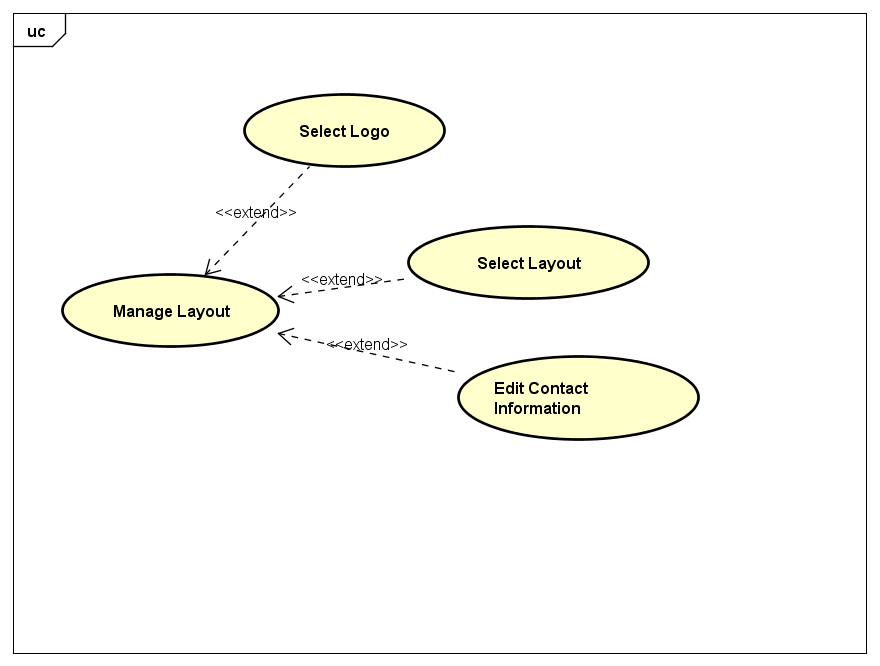 uc
Select Logo
<<extend>>
Select Layout
<<extend>>
Manage Layout
<<extend>>
Edit Contact
Information